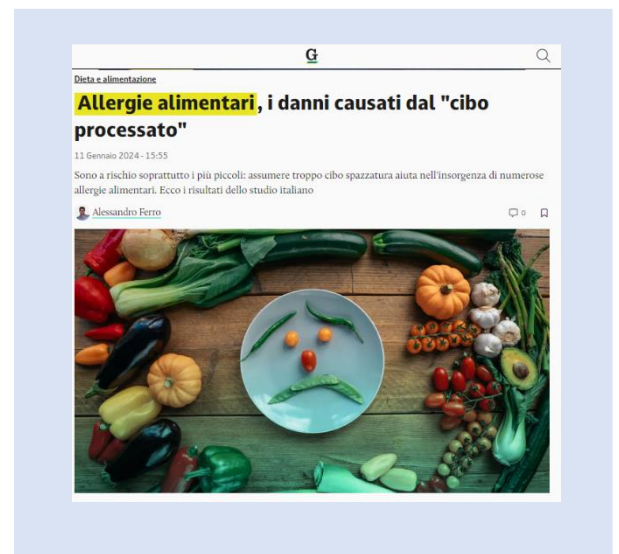 G
Dieta e alimentazione
Allergie alimentari, i danni causati dal "cibo
processato"
11 Gennaio 2024 - 15:55
Sono a rischio soprattutto i più piccoli: assumere troppo cibo spazzatura aiuta nell'insorgenza di numerose
allergie alimentari. Ecco i risultati dello studio italiano
Alessandro Ferro
0